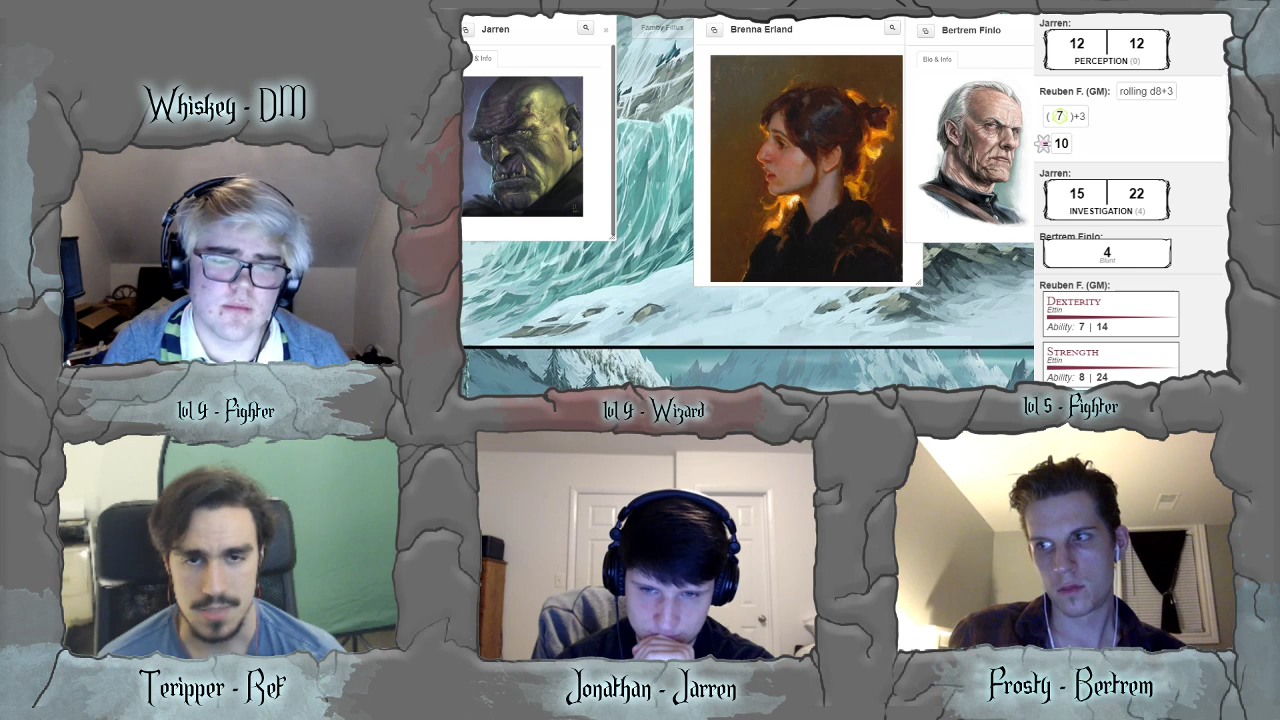 Whiskey - DM
lvl 9 - Fighter
lvl 9 - Wizard
lvl 5 - Fighter
Teripper - Ref
Jonathan - Jarren
Frosty - Bertrem
Jarren
& Info
Brenna Erland
Bertrem Finlo
Bio & Info
Jarren:
12 12
PERCEPTION (0)
Reuben F. (GM): rolling d8+3
( 7 )+3
= 10
Jarren:
15 22
INVESTIGATION (4)
Bertrem Finlo:
4
Blunt
Reuben F. (GM):
DEXTERITY
Ettin
Ability: 7 | 14
STRENGTH
Ettin
Ability: 8 | 24